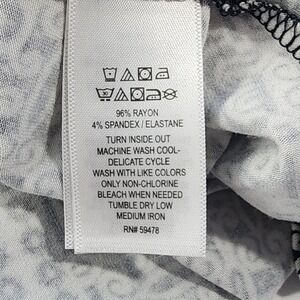 30
96% RAYON
4% SPANDEX / ELASTANE
TURN INSIDE OUT
MACHINE WASH COOL-
DELICATE CYCLE
WASH WITH LIKE COLORS
ONLY NON-CHLORINE
BLEACH WHEN NEEDED
TUMBLE DRY LOW
MEDIUM IRON
RN# 59478